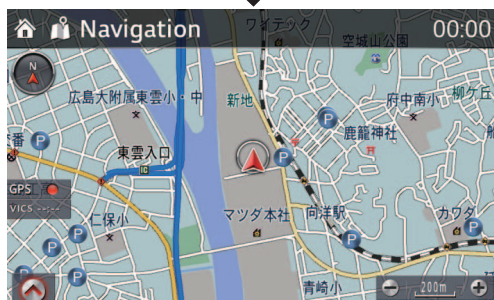 Navigation
00:00
ワイテック
空城山公園
N
広島大附属東雲小・中
新地
府中南小
柳ケ丘
鹿籠神社
番
東雲入口
IC
GPS
VICS --:--
仁保小
マツダ本社
向洋駅
カワダ
青崎小
200m
P
P
P
P
P
P
P
P